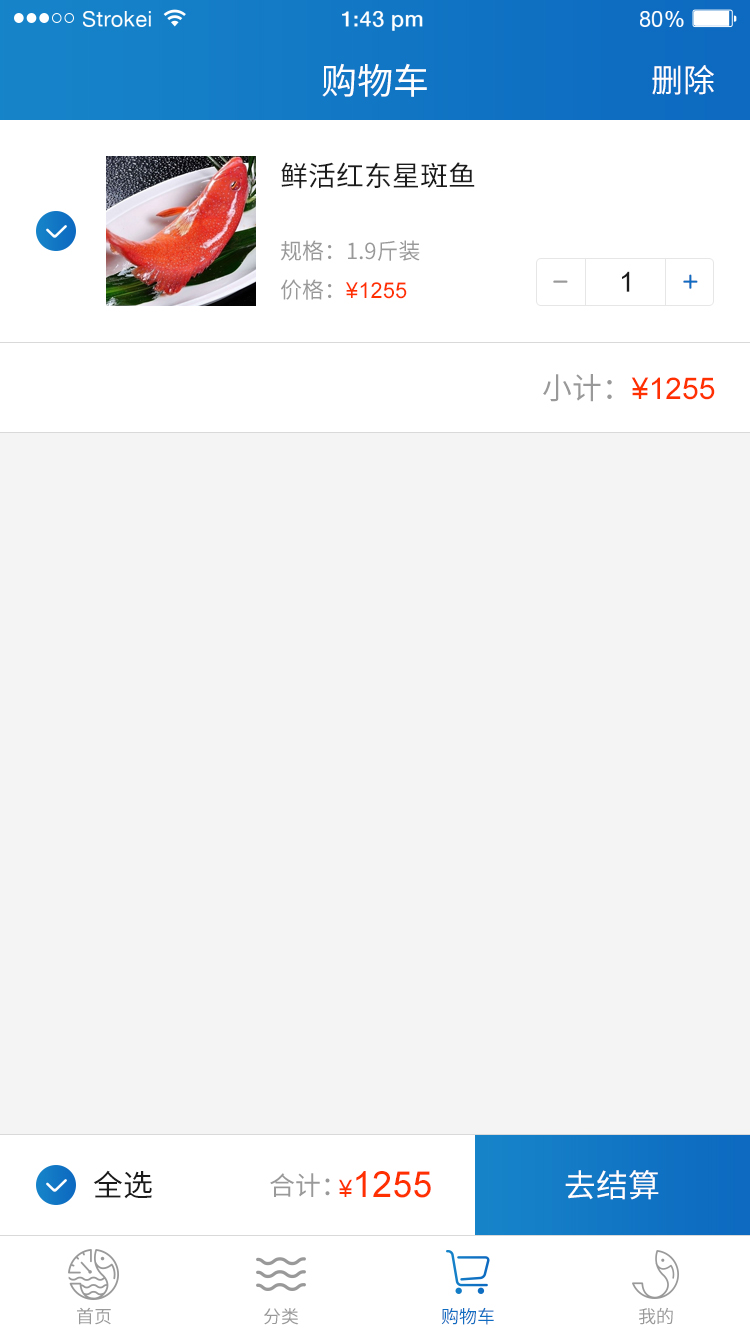 Strokei 1:43 pm 80%
购物车 删除
鲜活红东星斑鱼
规格：1.9斤装
价格：¥1255
− 1 +
小计：¥1255
全选 合计：¥1255 去结算
首页 分类 购物车 我的